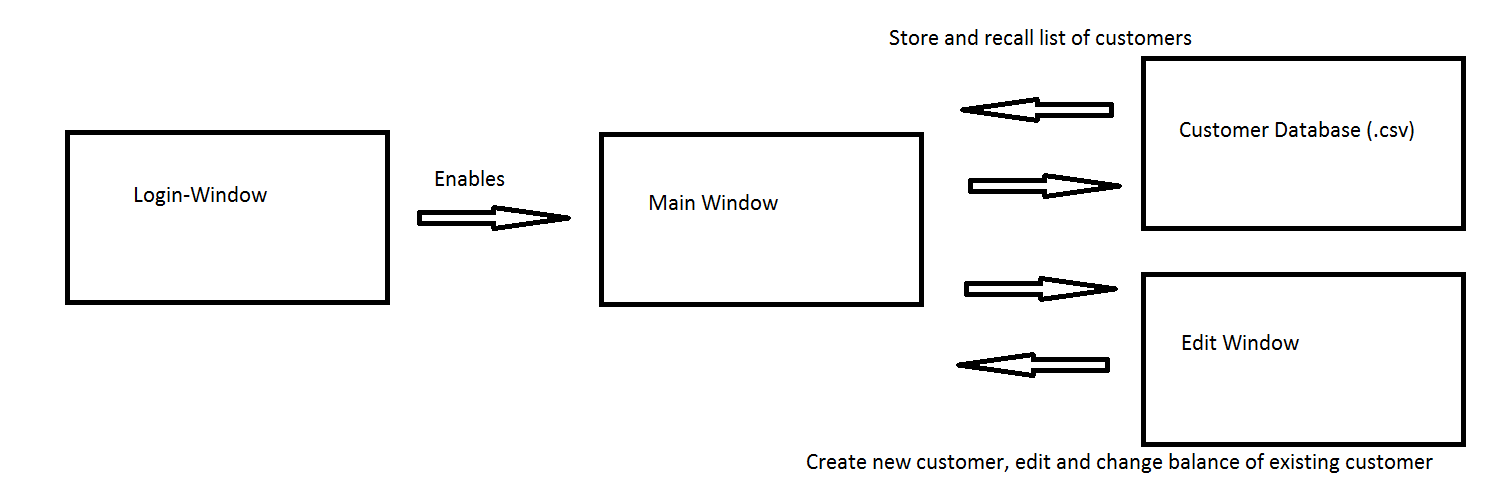 Store and recall list of customers
Customer Database (.csv)
Login-Window
Enables
Main Window
Edit Window
Create new customer, edit and change balance of existing customer